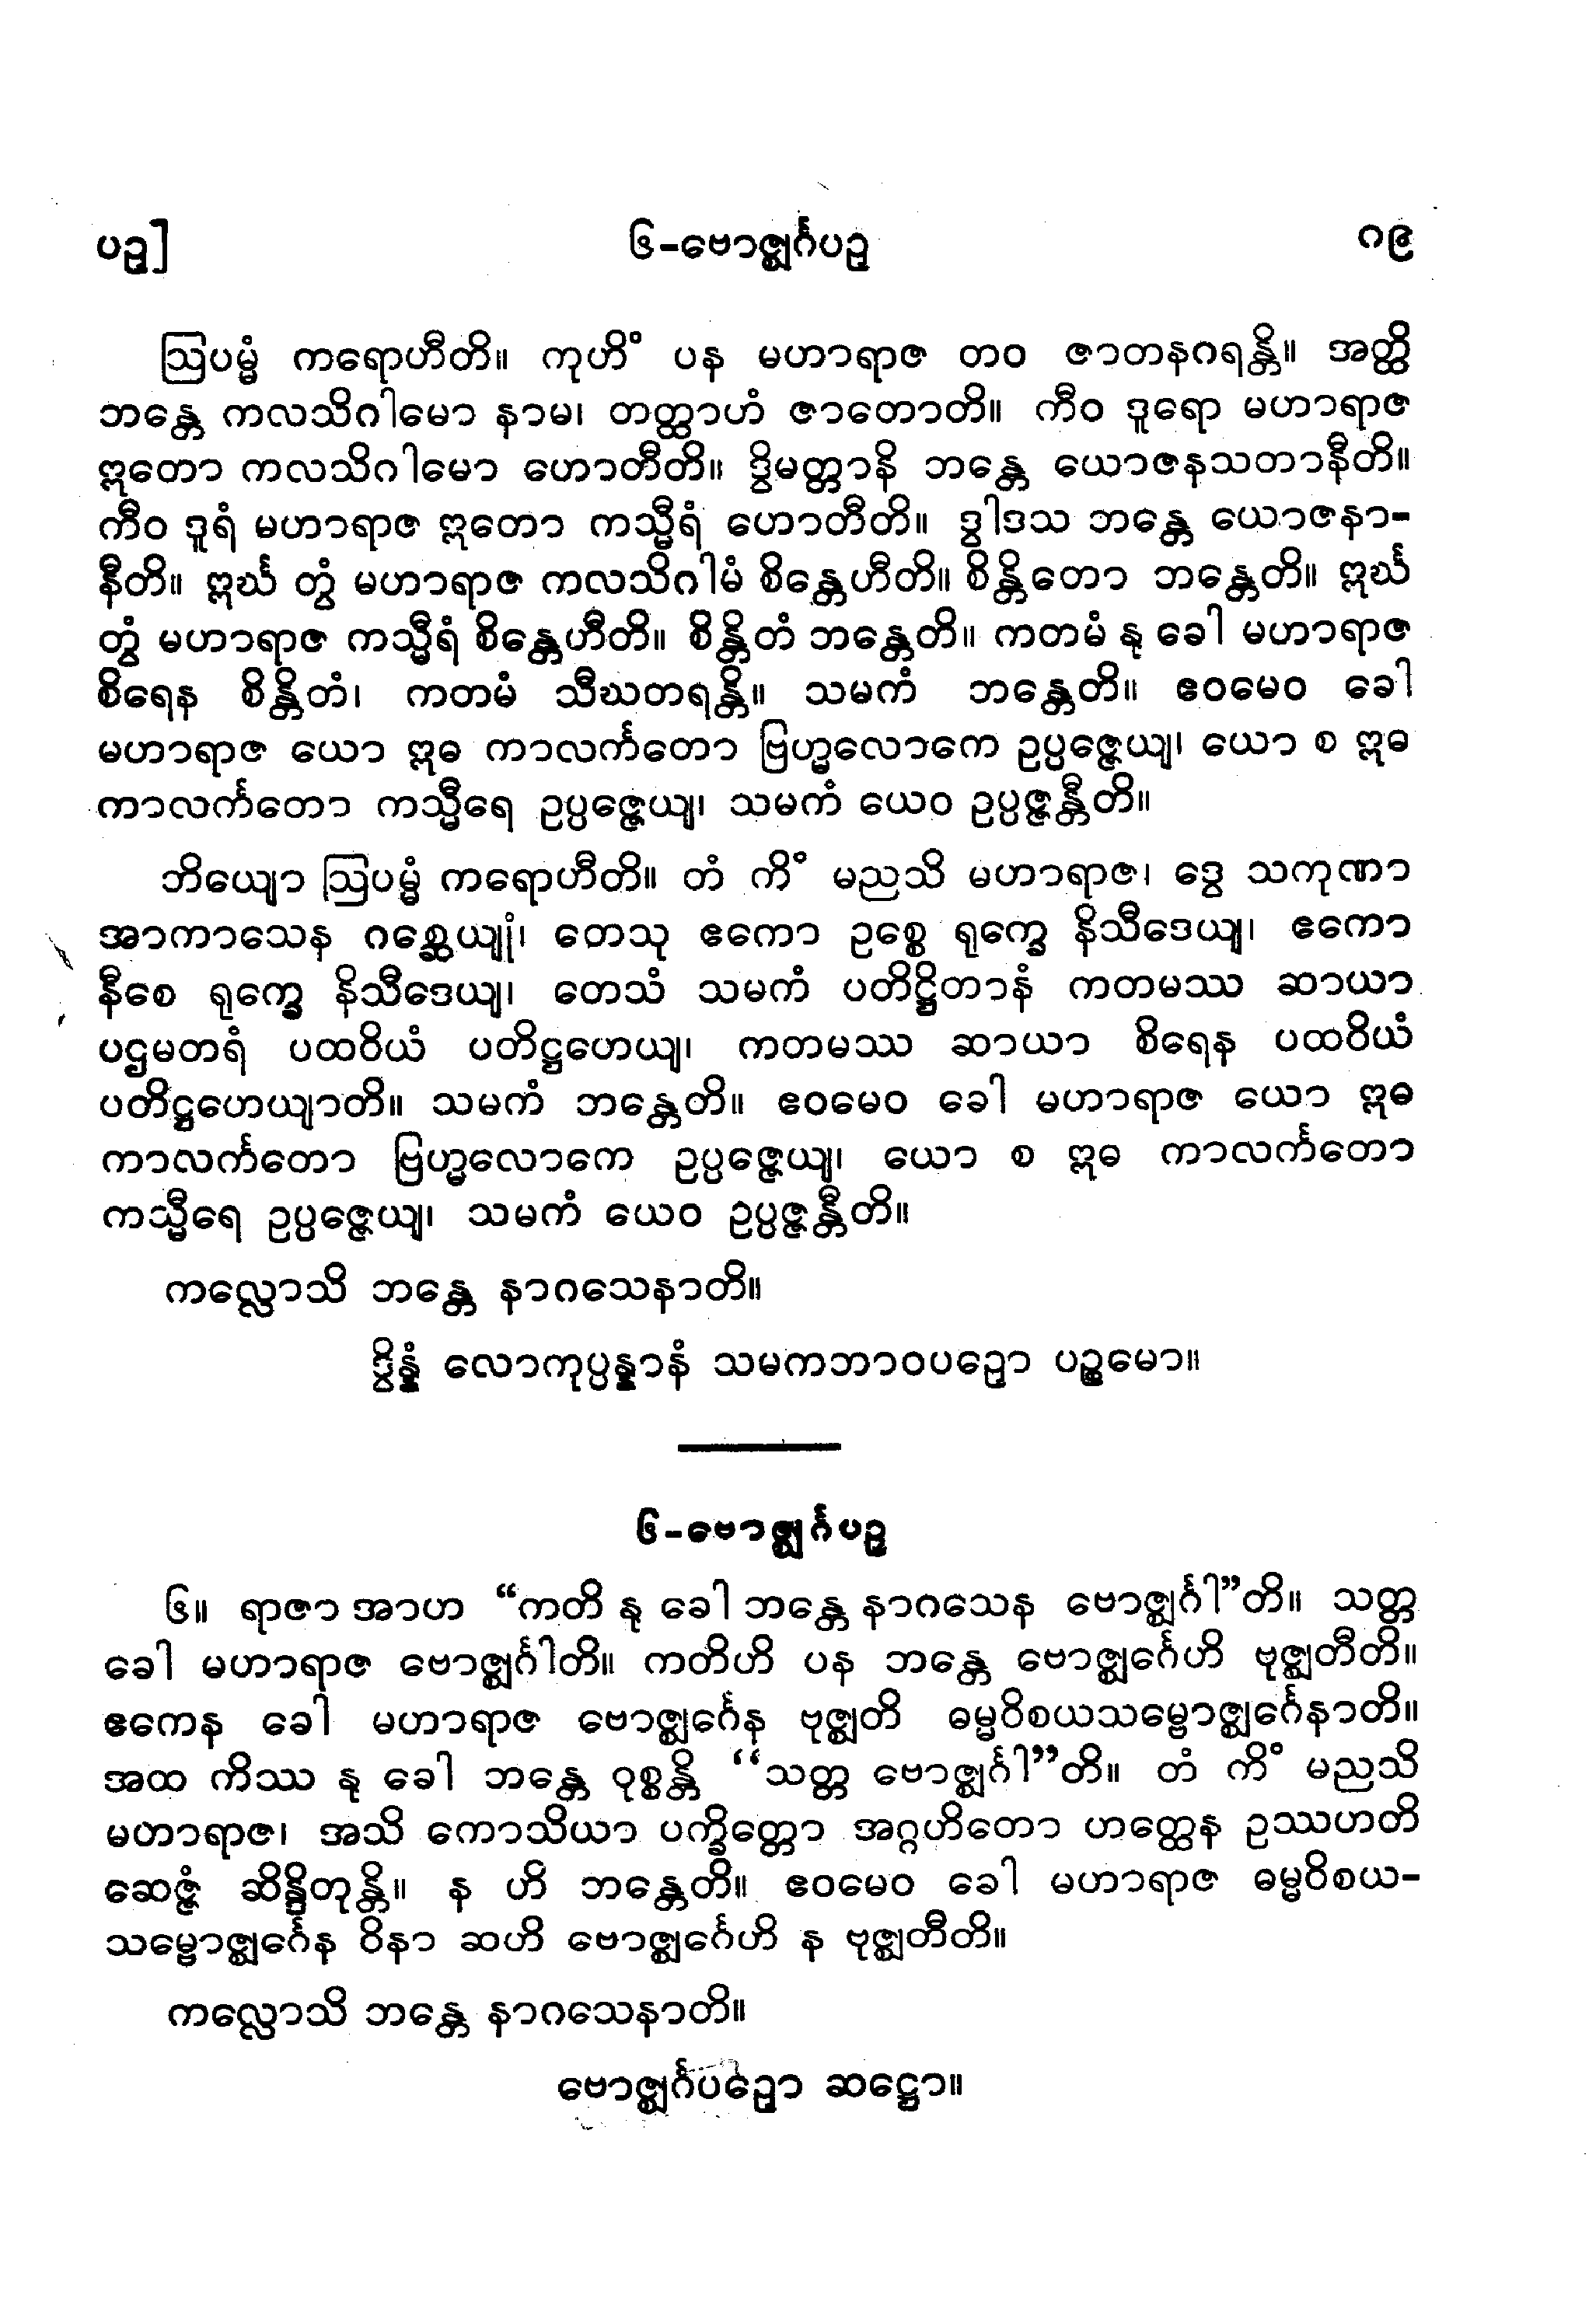 ပဉှ]
၆-ဗောဇ္ဈင်္ဂပဉှ
၈၉
ဩပမ္မံ ကရောဟီတိ။ ကုဟိံ ပန မဟာရာဇ တဝ ဇာတနဂရန္တိ။ အတ္ထိ
ဘန္တေ ကလသိဂါမော နာမ၊ တတ္ထာဟံ ဇာတောတိ။ ကီဝ ဒူရော မဟာရာဇ
ဣတော ကလသိဂါမော ဟောတီတိ။ ဒွိမတ္တာနိ ဘန္တေ ယောဇနသတာနီတိ။
ကီဝ ဒူရံ မဟာရာဇ ဣတော ကသ္မီရံ ဟောတီတိ။ ဒွါဒသ ဘန္တေ ယောဇနာ-
နီတိ။ ဣင်္ဃ တွံ မဟာရာဇ ကလသိဂါမံ စိန္တေဟီတိ။ စိန္တိတော ဘန္တေတိ။ ဣင်္ဃ
တွံ မဟာရာဇ ကသ္မီရံ စိန္တေဟီတိ။ စိန္တိတံ ဘန္တေတိ။ ကတမံ နု ခေါ မဟာရာဇ
စိရေန စိန္တိတံ၊ ကတမံ သီဃတရန္တိ။ သမကံ ဘန္တေတိ။ ဧဝမေဝ ခေါ
မဟာရာဇ ယော ဣဓ ကာလင်္ကတော ဗြဟ္မလောကေ ဥပ္ပဇ္ဇေယျ၊ ယော စ ဣဓ
ကာလင်္ကတော ကသ္မီရေ ဥပ္ပဇ္ဇေယျ၊ သမကံ ယေဝ ဥပ္ပဇ္ဇန္တီတိ။
ဘိယျော ဩပမ္မံ ကရောဟီတိ။ တံ ကိံ မညသိ မဟာရာဇ၊ ဒွေ သကုဏာ
အာကာသေန ဂစ္ဆေယျုံ၊ တေသု ဧကော ဥစ္စေ ရုက္ခေ နိသီဒေယျ၊ ဧကော
နီစေ ရုက္ခေ နိသီဒေယျ၊ တေသံ သမကံ ပတိဋ္ဌိတာနံ ကတမဿ ဆာယာ
ပဌမတရံ ပထဝိယံ ပတိဋ္ဌဟေယျ၊ ကတမဿ ဆာယာ စိရေန ပထဝိယံ
ပတိဋ္ဌဟေယျာတိ။ သမကံ ဘန္တေတိ။ ဧဝမေဝ ခေါ မဟာရာဇ ယော ဣဓ
ကာလင်္ကတော ဗြဟ္မလောကေ ဥပ္ပဇ္ဇေယျ၊ ယော စ ဣဓ ကာလင်္ကတော
ကသ္မီရေ ဥပ္ပဇ္ဇေယျ၊ သမကံ ယေဝ ဥပ္ပဇ္ဇန္တီတိ။
ကလ္လောသိ ဘန္တေ နာဂသေနာတိ။
ဒွိန္နံ လောကုပ္ပန္နာနံ သမကဘာဝပဉှော ပဉ္စမော။
၆-ဗောဇ္ဈင်္ဂပဉှ
၆။ ရာဇာ အာဟ “ကတိ နု ခေါ ဘန္တေ နာဂသေန ဗောဇ္ဈင်္ဂါ”တိ။ သတ္တ
ခေါ မဟာရာဇ ဗောဇ္ဈင်္ဂါတိ။ ကတိဟိ ပန ဘန္တေ ဗောဇ္ဈင်္ဂေဟိ ဗုဇ္ဈတီတိ။
ဧကေန ခေါ မဟာရာဇ ဗောဇ္ဈင်္ဂေန ဗုဇ္ဈတိ ဓမ္မဝိစယသမ္ဗောဇ္ဈင်္ဂေနာတိ။
အထ ကိဿ နု ခေါ ဘန္တေ ဝုစ္စန္တိ “သတ္တ ဗောဇ္ဈင်္ဂါ”တိ။ တံ ကိံ မညသိ
မဟာရာဇ၊ အသိ ကောသိယာ ပက္ခိတ္တော အဂ္ဂဟိတော ဟတ္ထေန ဥဿဟတိ
ဆေဇ္ဇံ ဆိန္ဒိတုန္တိ။ န ဟိ ဘန္တေတိ။ ဧဝမေဝ ခေါ မဟာရာဇ ဓမ္မဝိစယ-
သမ္ဗောဇ္ဈင်္ဂေန ဝိနာ ဆဟိ ဗောဇ္ဈင်္ဂေဟိ န ဗုဇ္ဈတီတိ။
ကလ္လောသိ ဘန္တေ နာဂသေနာတိ။
ဗောဇ္ဈင်္ဂပဉှော ဆဋ္ဌော။